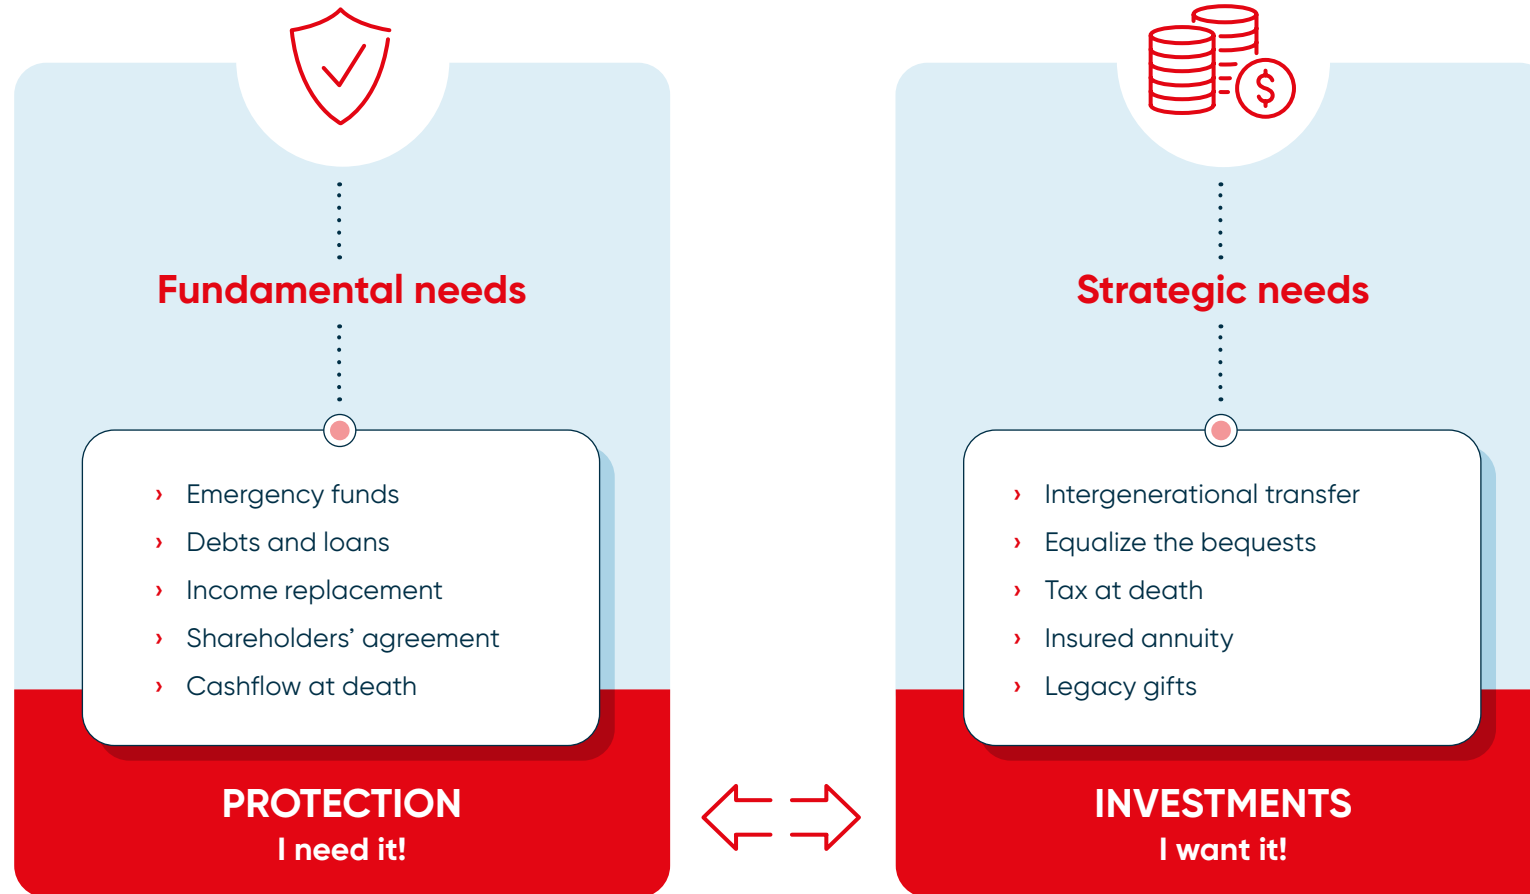 Fundamental needs
› Emergency funds
› Debts and loans
› Income replacement
› Shareholders’ agreement
› Cashflow at death
PROTECTION
I need it!
$
Strategic needs
› Intergenerational transfer
› Equalize the bequests
› Tax at death
› Insured annuity
› Legacy gifts
INVESTMENTS
I want it!